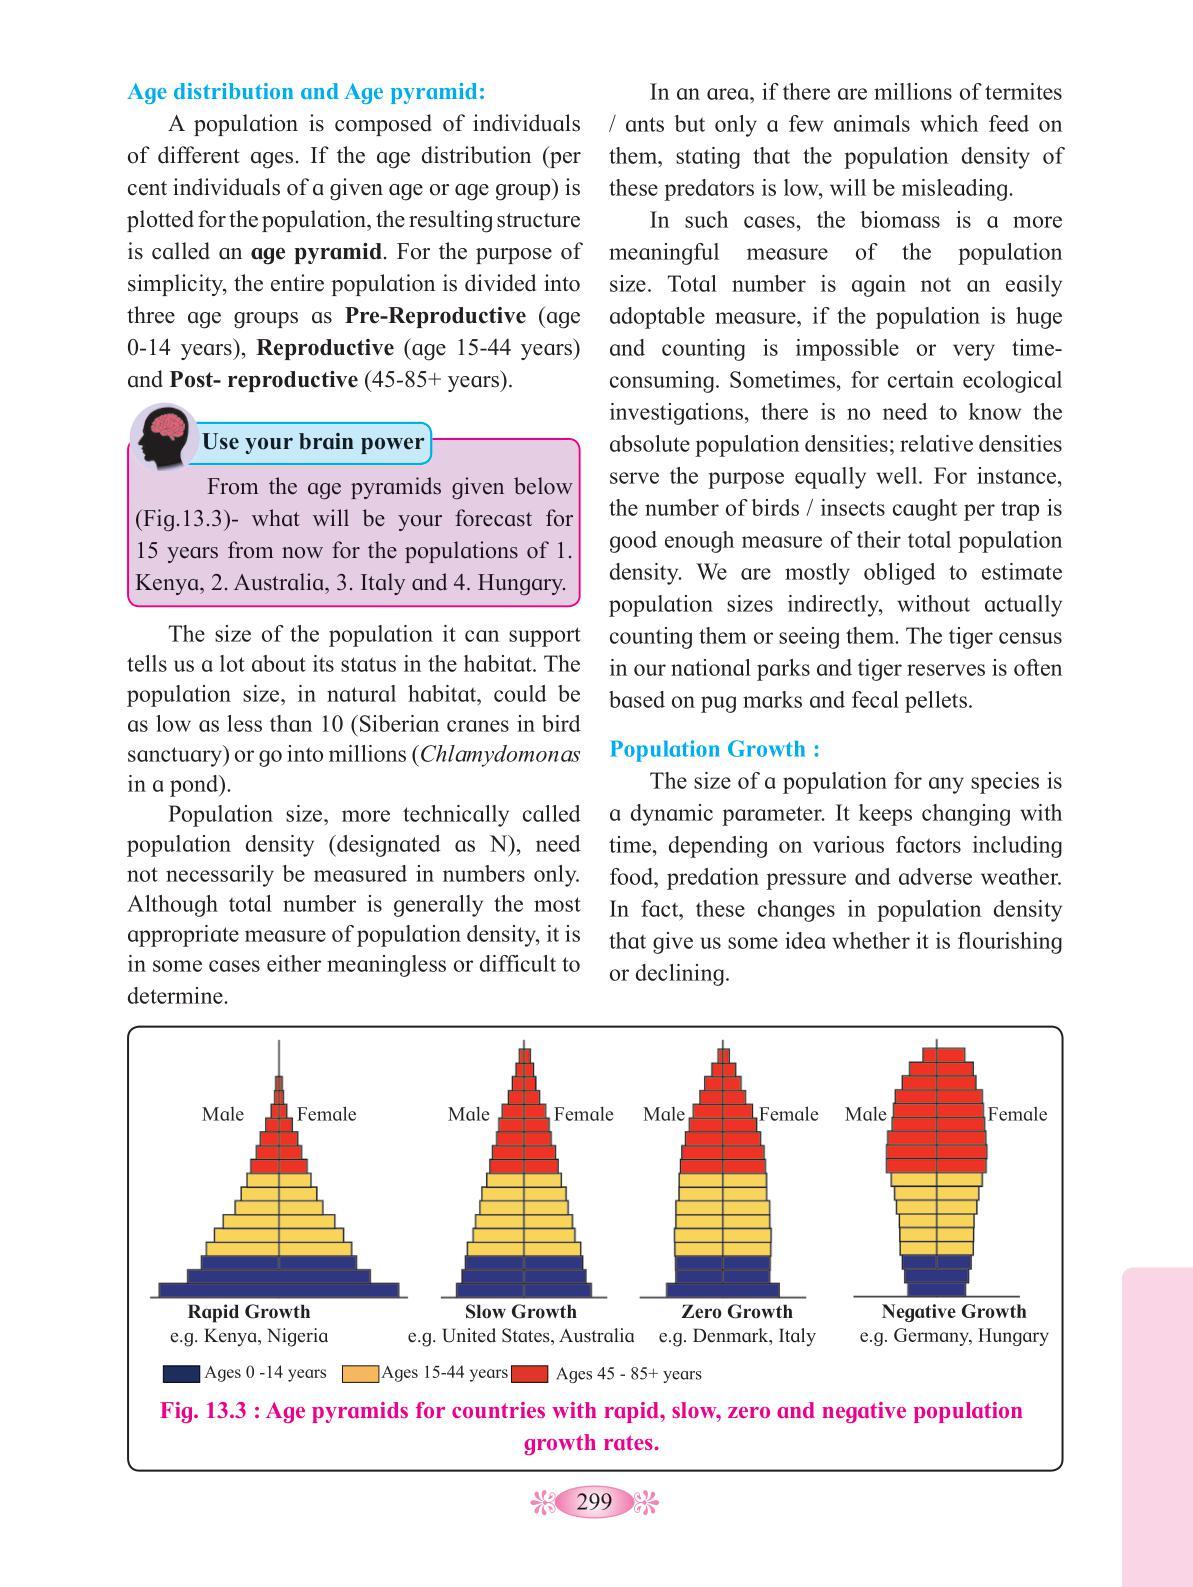 Age distribution and Age pyramid:
A population is composed of individuals
of different ages. If the age distribution (per
cent individuals of a given age or age group) is
plotted for the population, the resulting structure
is called an age pyramid. For the purpose of
simplicity, the entire population is divided into
three age groups as Pre-Reproductive (age
0-14 years), Reproductive (age 15-44 years)
and Post- reproductive (45-85+ years).
Use your brain power
From the age pyramids given below
(Fig.13.3)- what will be your forecast for
15 years from now for the populations of 1.
Kenya, 2. Australia, 3. Italy and 4. Hungary.
The size of the population it can support
tells us a lot about its status in the habitat. The
population size, in natural habitat, could be
as low as less than 10 (Siberian cranes in bird
sanctuary) or go into millions (Chlamydomonas
in a pond).
Population size, more technically called
population density (designated as N), need
not necessarily be measured in numbers only.
Although total number is generally the most
appropriate measure of population density, it is
in some cases either meaningless or difficult to
determine.
In an area, if there are millions of termites
/ ants but only a few animals which feed on
them, stating that the population density of
these predators is low, will be misleading.
In such cases, the biomass is a more
meaningful measure of the population
size. Total number is again not an easily
adoptable measure, if the population is huge
and counting is impossible or very time-
consuming. Sometimes, for certain ecological
investigations, there is no need to know the
absolute population densities; relative densities
serve the purpose equally well. For instance,
the number of birds / insects caught per trap is
good enough measure of their total population
density. We are mostly obliged to estimate
population sizes indirectly, without actually
counting them or seeing them. The tiger census
in our national parks and tiger reserves is often
based on pug marks and fecal pellets.
Population Growth :
The size of a population for any species is
a dynamic parameter. It keeps changing with
time, depending on various factors including
food, predation pressure and adverse weather.
In fact, these changes in population density
that give us some idea whether it is flourishing
or declining.
Male Female Male Female Male Female Male Female
Rapid Growth Slow Growth Zero Growth Negative Growth
e.g. Kenya, Nigeria e.g. United States, Australia e.g. Denmark, Italy e.g. Germany, Hungary
Ages 0 -14 years Ages 15-44 years Ages 45 - 85+ years
Fig. 13.3 : Age pyramids for countries with rapid, slow, zero and negative population
growth rates.
299